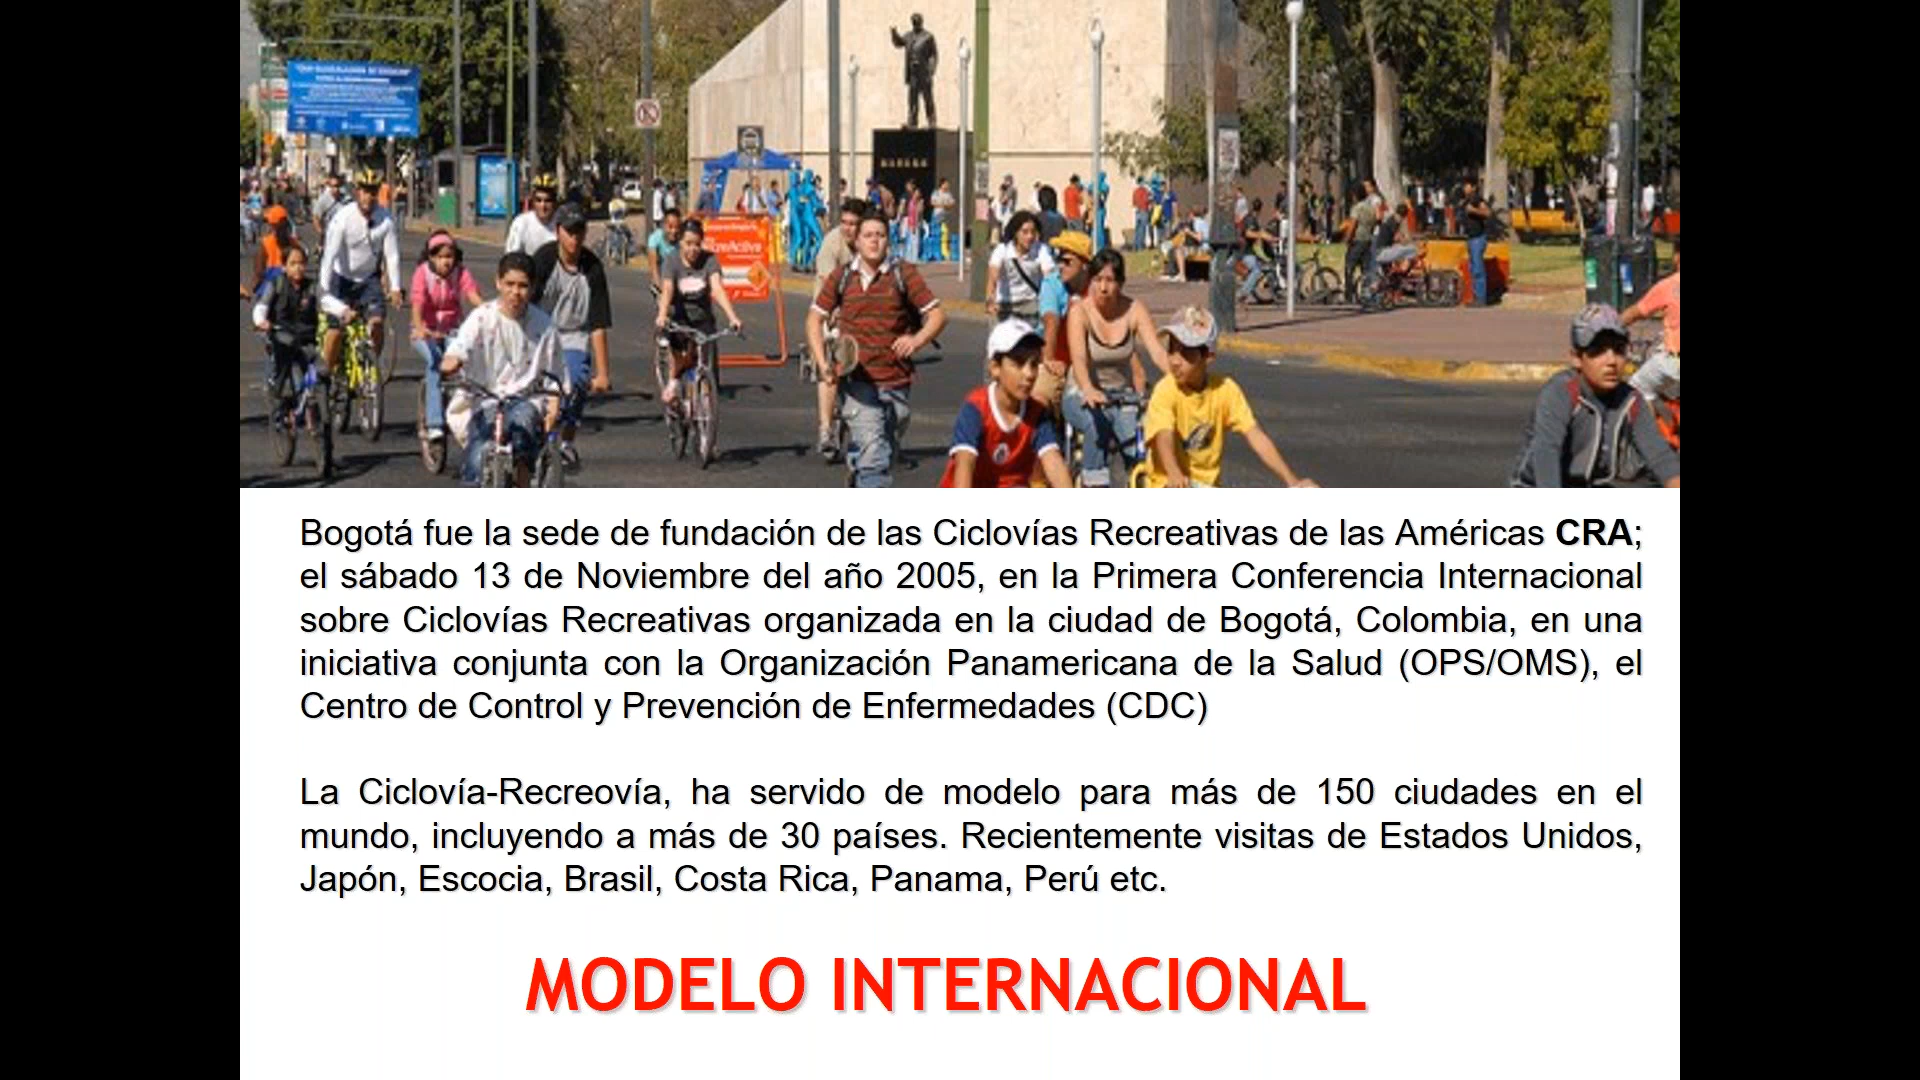 JUAREZ
Bogotá fue la sede de fundación de las Ciclovías Recreativas de las Américas CRA;
el sábado 13 de Noviembre del año 2005, en la Primera Conferencia Internacional
sobre Ciclovías Recreativas organizada en la ciudad de Bogotá, Colombia, en una
iniciativa conjunta con la Organización Panamericana de la Salud (OPS/OMS), el
Centro de Control y Prevención de Enfermedades (CDC)
La Ciclovía-Recreovía, ha servido de modelo para más de 150 ciudades en el
mundo, incluyendo a más de 30 países. Recientemente visitas de Estados Unidos,
Japón, Escocia, Brasil, Costa Rica, Panama, Perú etc.
MODELO INTERNACIONAL